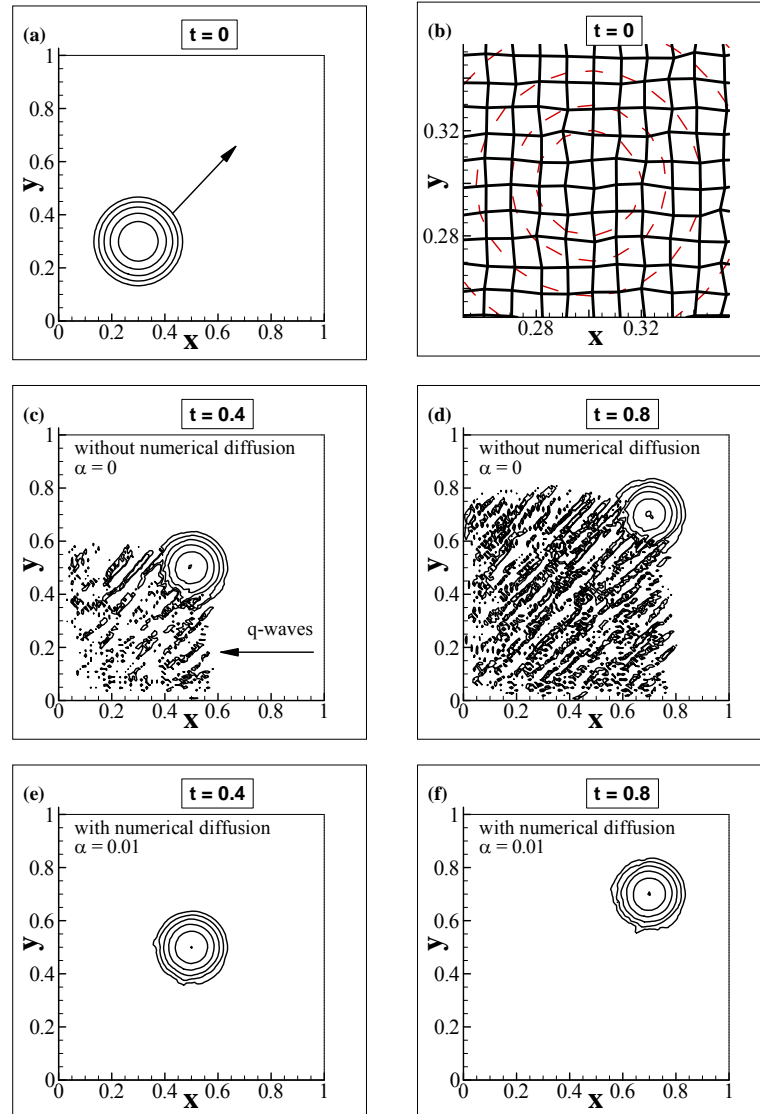 (a)
t = 0
1
0.8
0.6
y
0.4
0.2
0
0 0.2 0.4 0.6 0.8 1
x
(b)
t = 0
0.32
y
0.28
0.28 0.32
x
(c)
t = 0.4
1
without numerical diffusion
α = 0
0.8
0.6
y
0.4
q-waves
0.2
0
0 0.2 0.4 0.6 0.8 1
x
(d)
t = 0.8
1
without numerical diffusion
α = 0
0.8
0.6
y
0.4
0.2
0
0 0.2 0.4 0.6 0.8 1
x
(e)
t = 0.4
1
with numerical diffusion
α = 0.01
0.8
0.6
y
0.4
0.2
0
0 0.2 0.4 0.6 0.8 1
x
(f)
t = 0.8
1
with numerical diffusion
α = 0.01
0.8
0.6
y
0.4
0.2
0
0 0.2 0.4 0.6 0.8 1
x